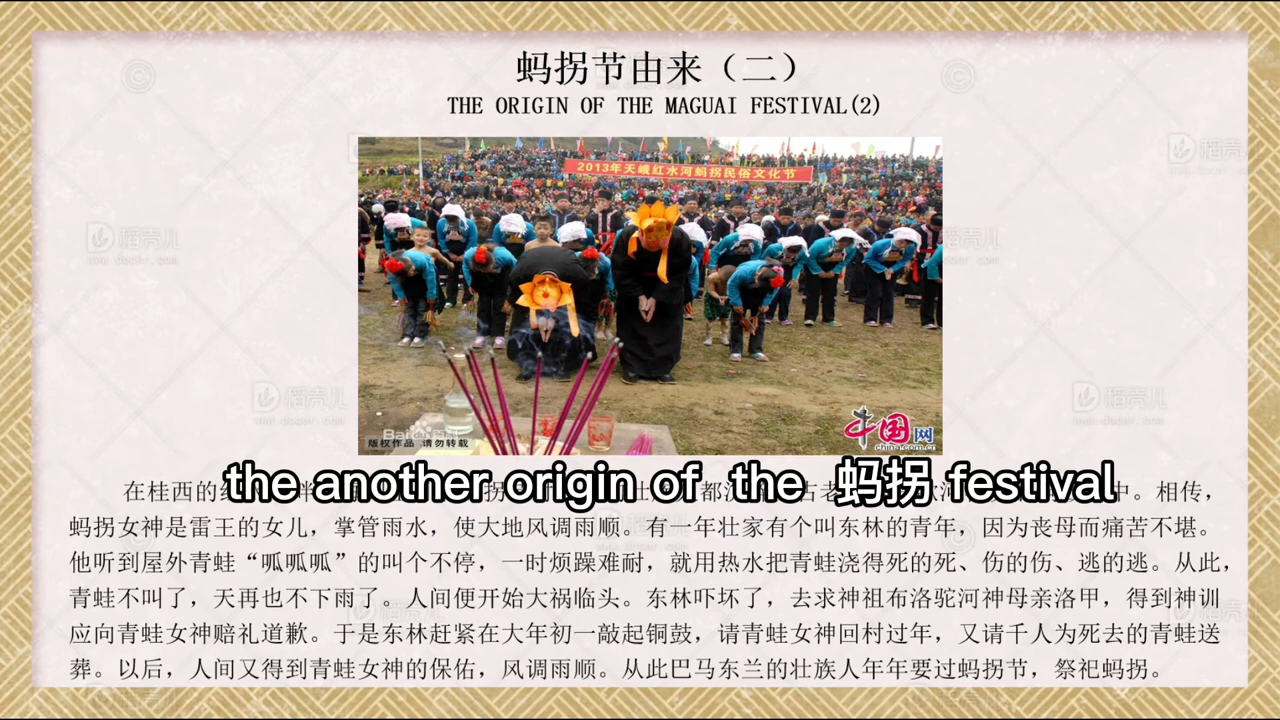 蚂拐节由来（二）
THE ORIGIN OF THE MAGUAI FESTIVAL(2)
2013年天峨红水河蚂拐民俗文化节
Bai
版权作品 请勿转载
中国网
china.com.cn
the another origin of the 蚂拐 festival
在桂西的红 中。相传，
蚂拐女神是雷王的女儿，掌管雨水，使大地风调雨顺。有一年壮家有个叫东林的青年，因为丧母而痛苦不堪。
他听到屋外青蛙“呱呱呱”的叫个不停，一时烦躁难耐，就用热水把青蛙浇得死的死、伤的伤、逃的逃。从此，
青蛙不叫了，天再也不下雨了。人间便开始大祸临头。东林吓坏了，去求神祖布洛驼河神母亲洛甲，得到神训
应向青蛙女神赔礼道歉。于是东林赶紧在大年初一敲起铜鼓，请青蛙女神回村过年，又请千人为死去的青蛙送
葬。以后，人间又得到青蛙女神的保佑，风调雨顺。从此巴马东兰的壮族人年年要过蚂拐节，祭祀蚂拐。